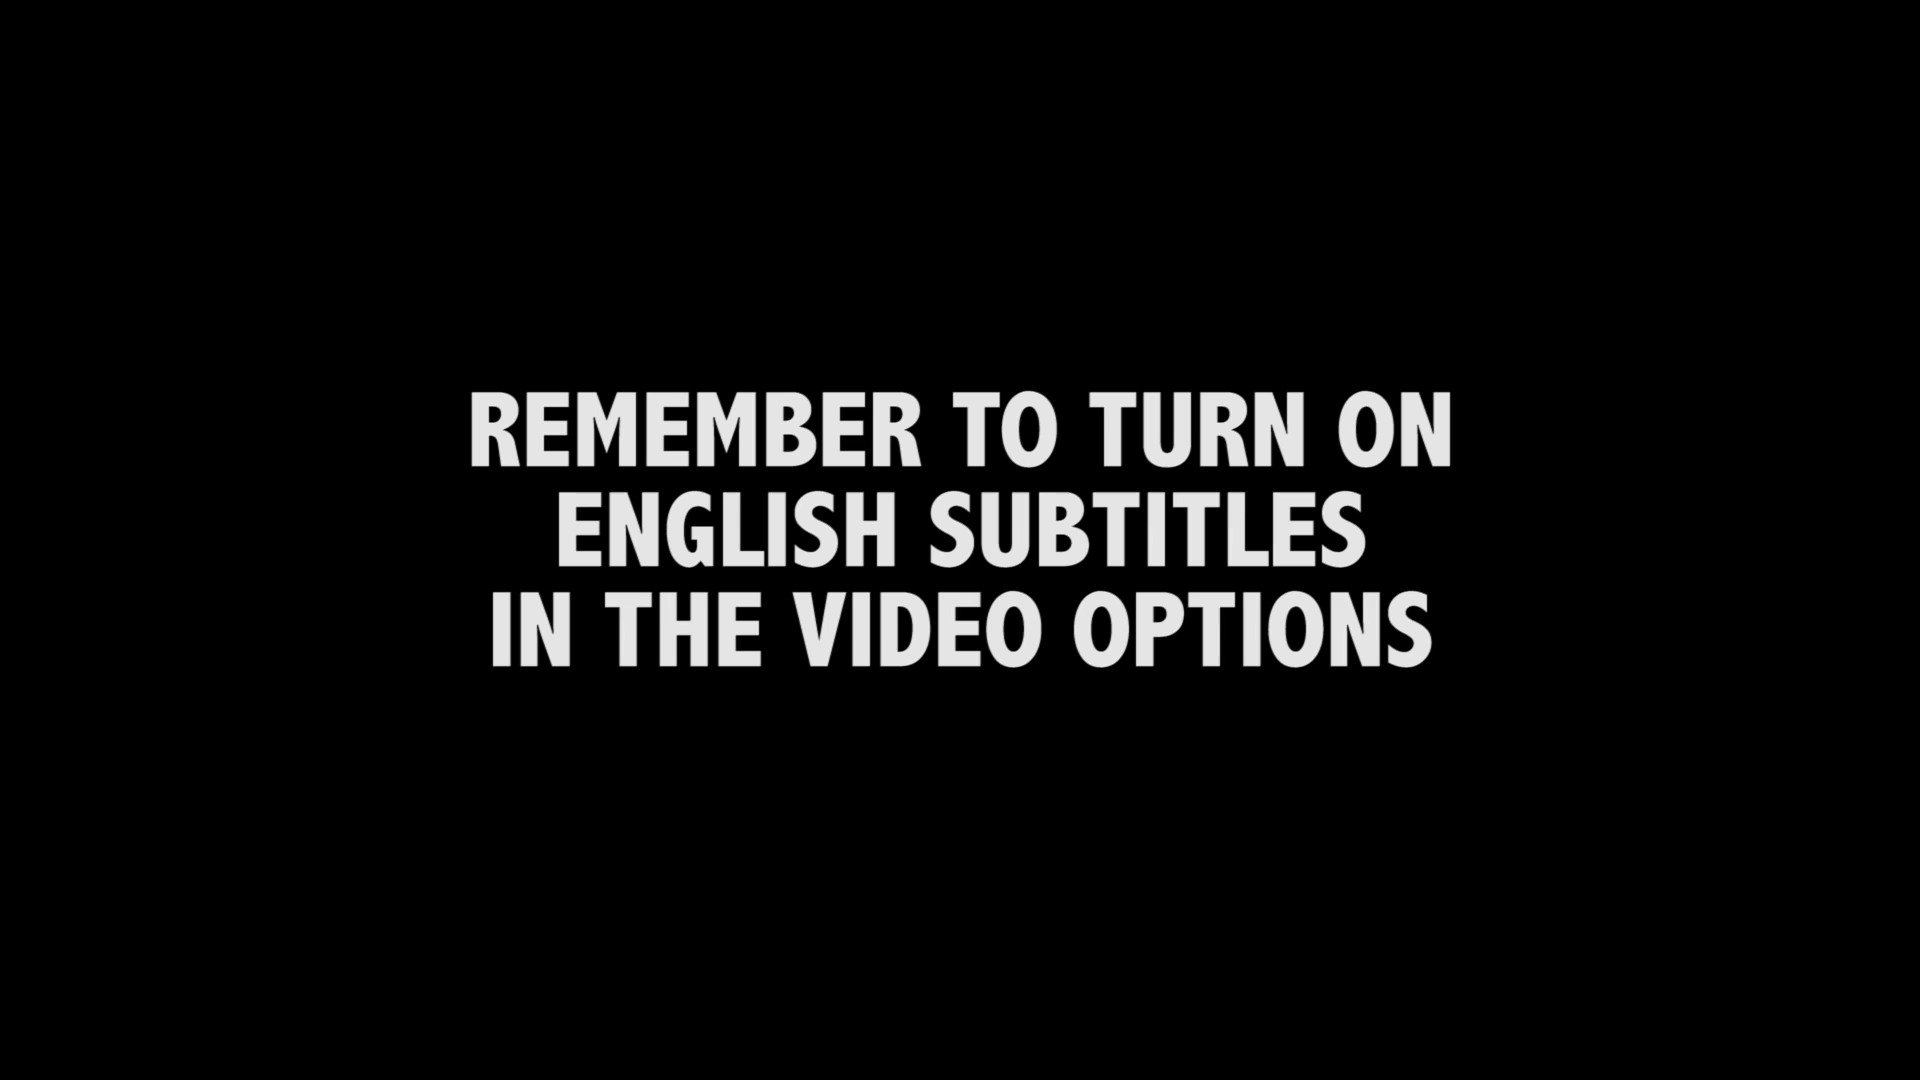 REMEMBER TO TURN ON
ENGLISH SUBTITLES
IN THE VIDEO OPTIONS